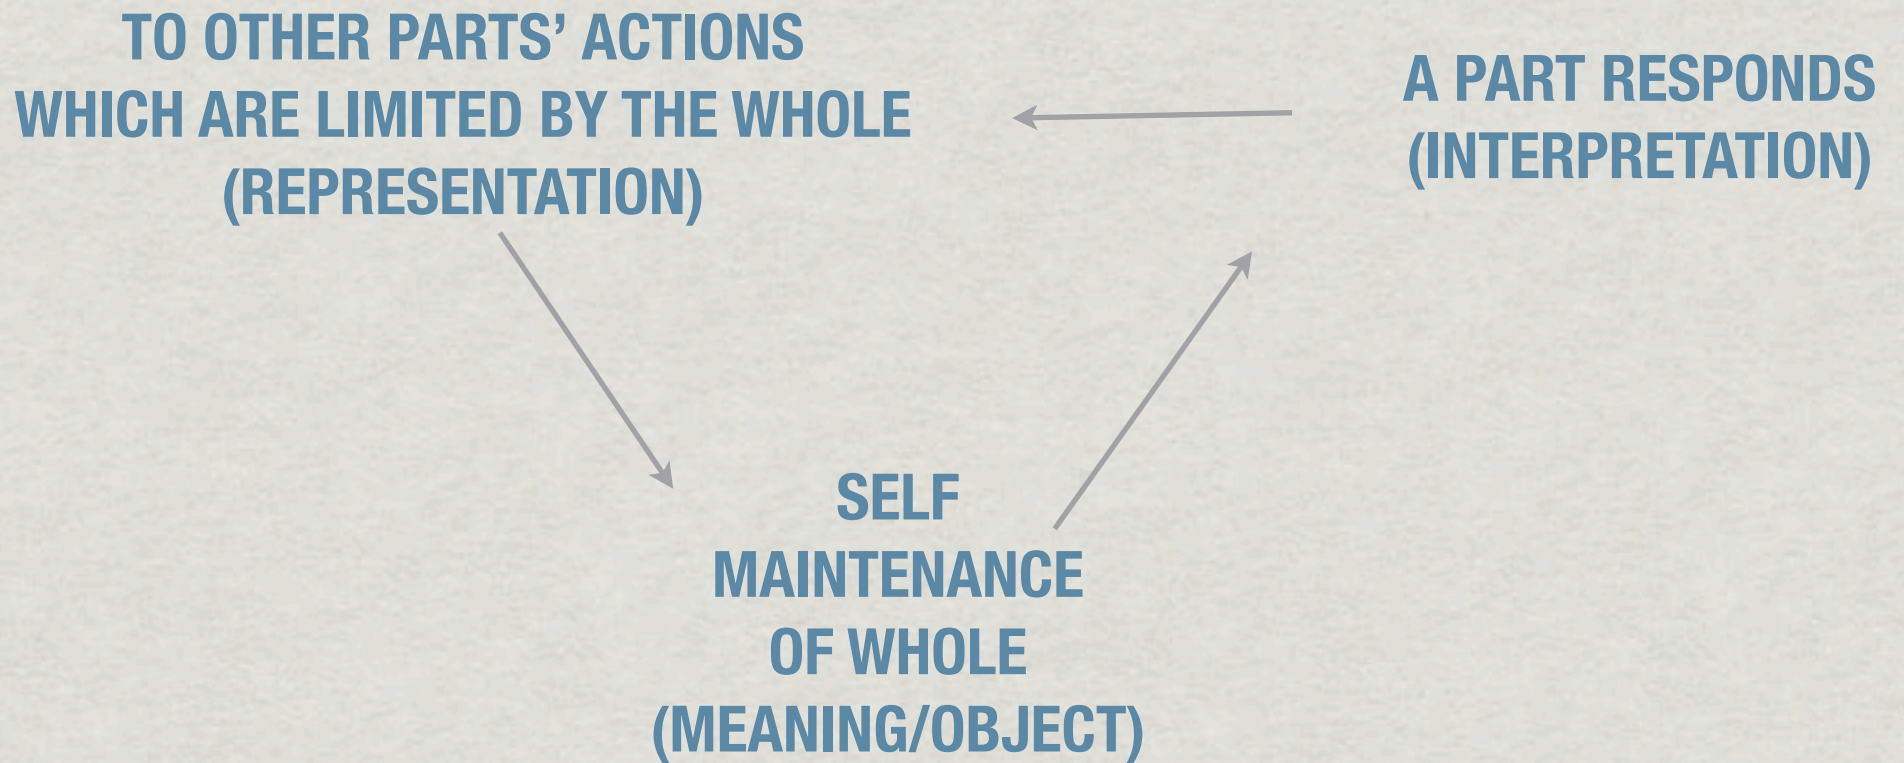 TO OTHER PARTS’ ACTIONS
WHICH ARE LIMITED BY THE WHOLE
(REPRESENTATION)
A PART RESPONDS
(INTERPRETATION)
SELF
MAINTENANCE
OF WHOLE
(MEANING/OBJECT)